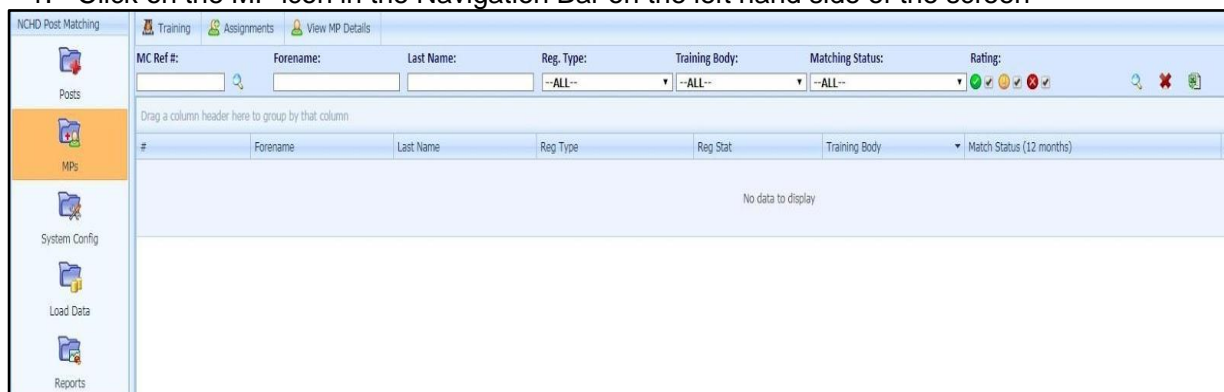 1. Click on the MP icon in the Navigation Bar on the left hand side of the screen
NCHD Post Matching
Posts
MPs
System Config
Load Data
Reports
Training Assignments View MP Details
MC Ref #: Forename: Last Name: Reg. Type: Training Body: Matching Status: Rating:
--ALL-- --ALL-- --ALL--
Drag a column header here to group by that column
# Forename Last Name Reg Type Reg Stat Training Body Match Status (12 months)
No data to display